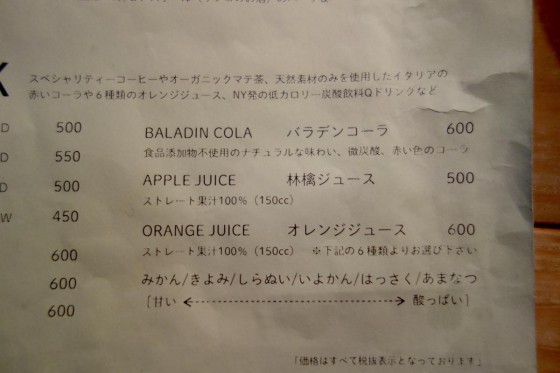 スペシャリティーコーヒーやオーガニックマテ茶、天然素材のみを使用したイタリアの
赤いコーラや6種類のオレンジジュース、NY発の低カロリー炭酸飲料Qドリンクなど
D 500
550
D 500
W 450
600
600
600
BALADIN COLA バラデンコーラ 600
食品添加物不使用のナチュラルな味わい、微炭酸、赤い色のコーラ
APPLE JUICE 林檎ジュース 500
ストレート果汁100%（150cc）
ORANGE JUICE オレンジジュース 600
ストレート果汁100%（150cc） ※下記の6種類よりお選び下さい
みかん/きよみ/しらぬい/いよかん/はっさく/あまなつ
[甘い <-----> 酸っぱい]
「価格はすべて税抜表示となっております」